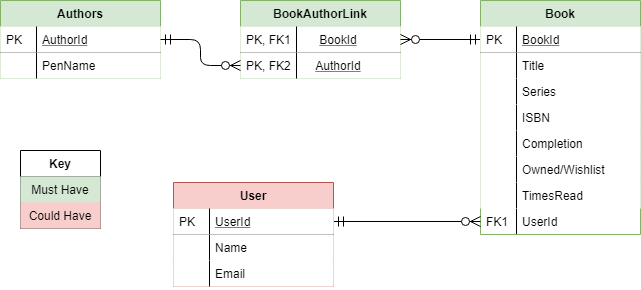 Authors
PK AuthorId
PenName
BookAuthorLink
PK, FK1 BookId
PK, FK2 AuthorId
Book
PK BookId
Title
Series
ISBN
Completion
Owned/Wishlist
TimesRead
FK1 UserId
Key
Must Have
Could Have
User
PK UserId
Name
Email